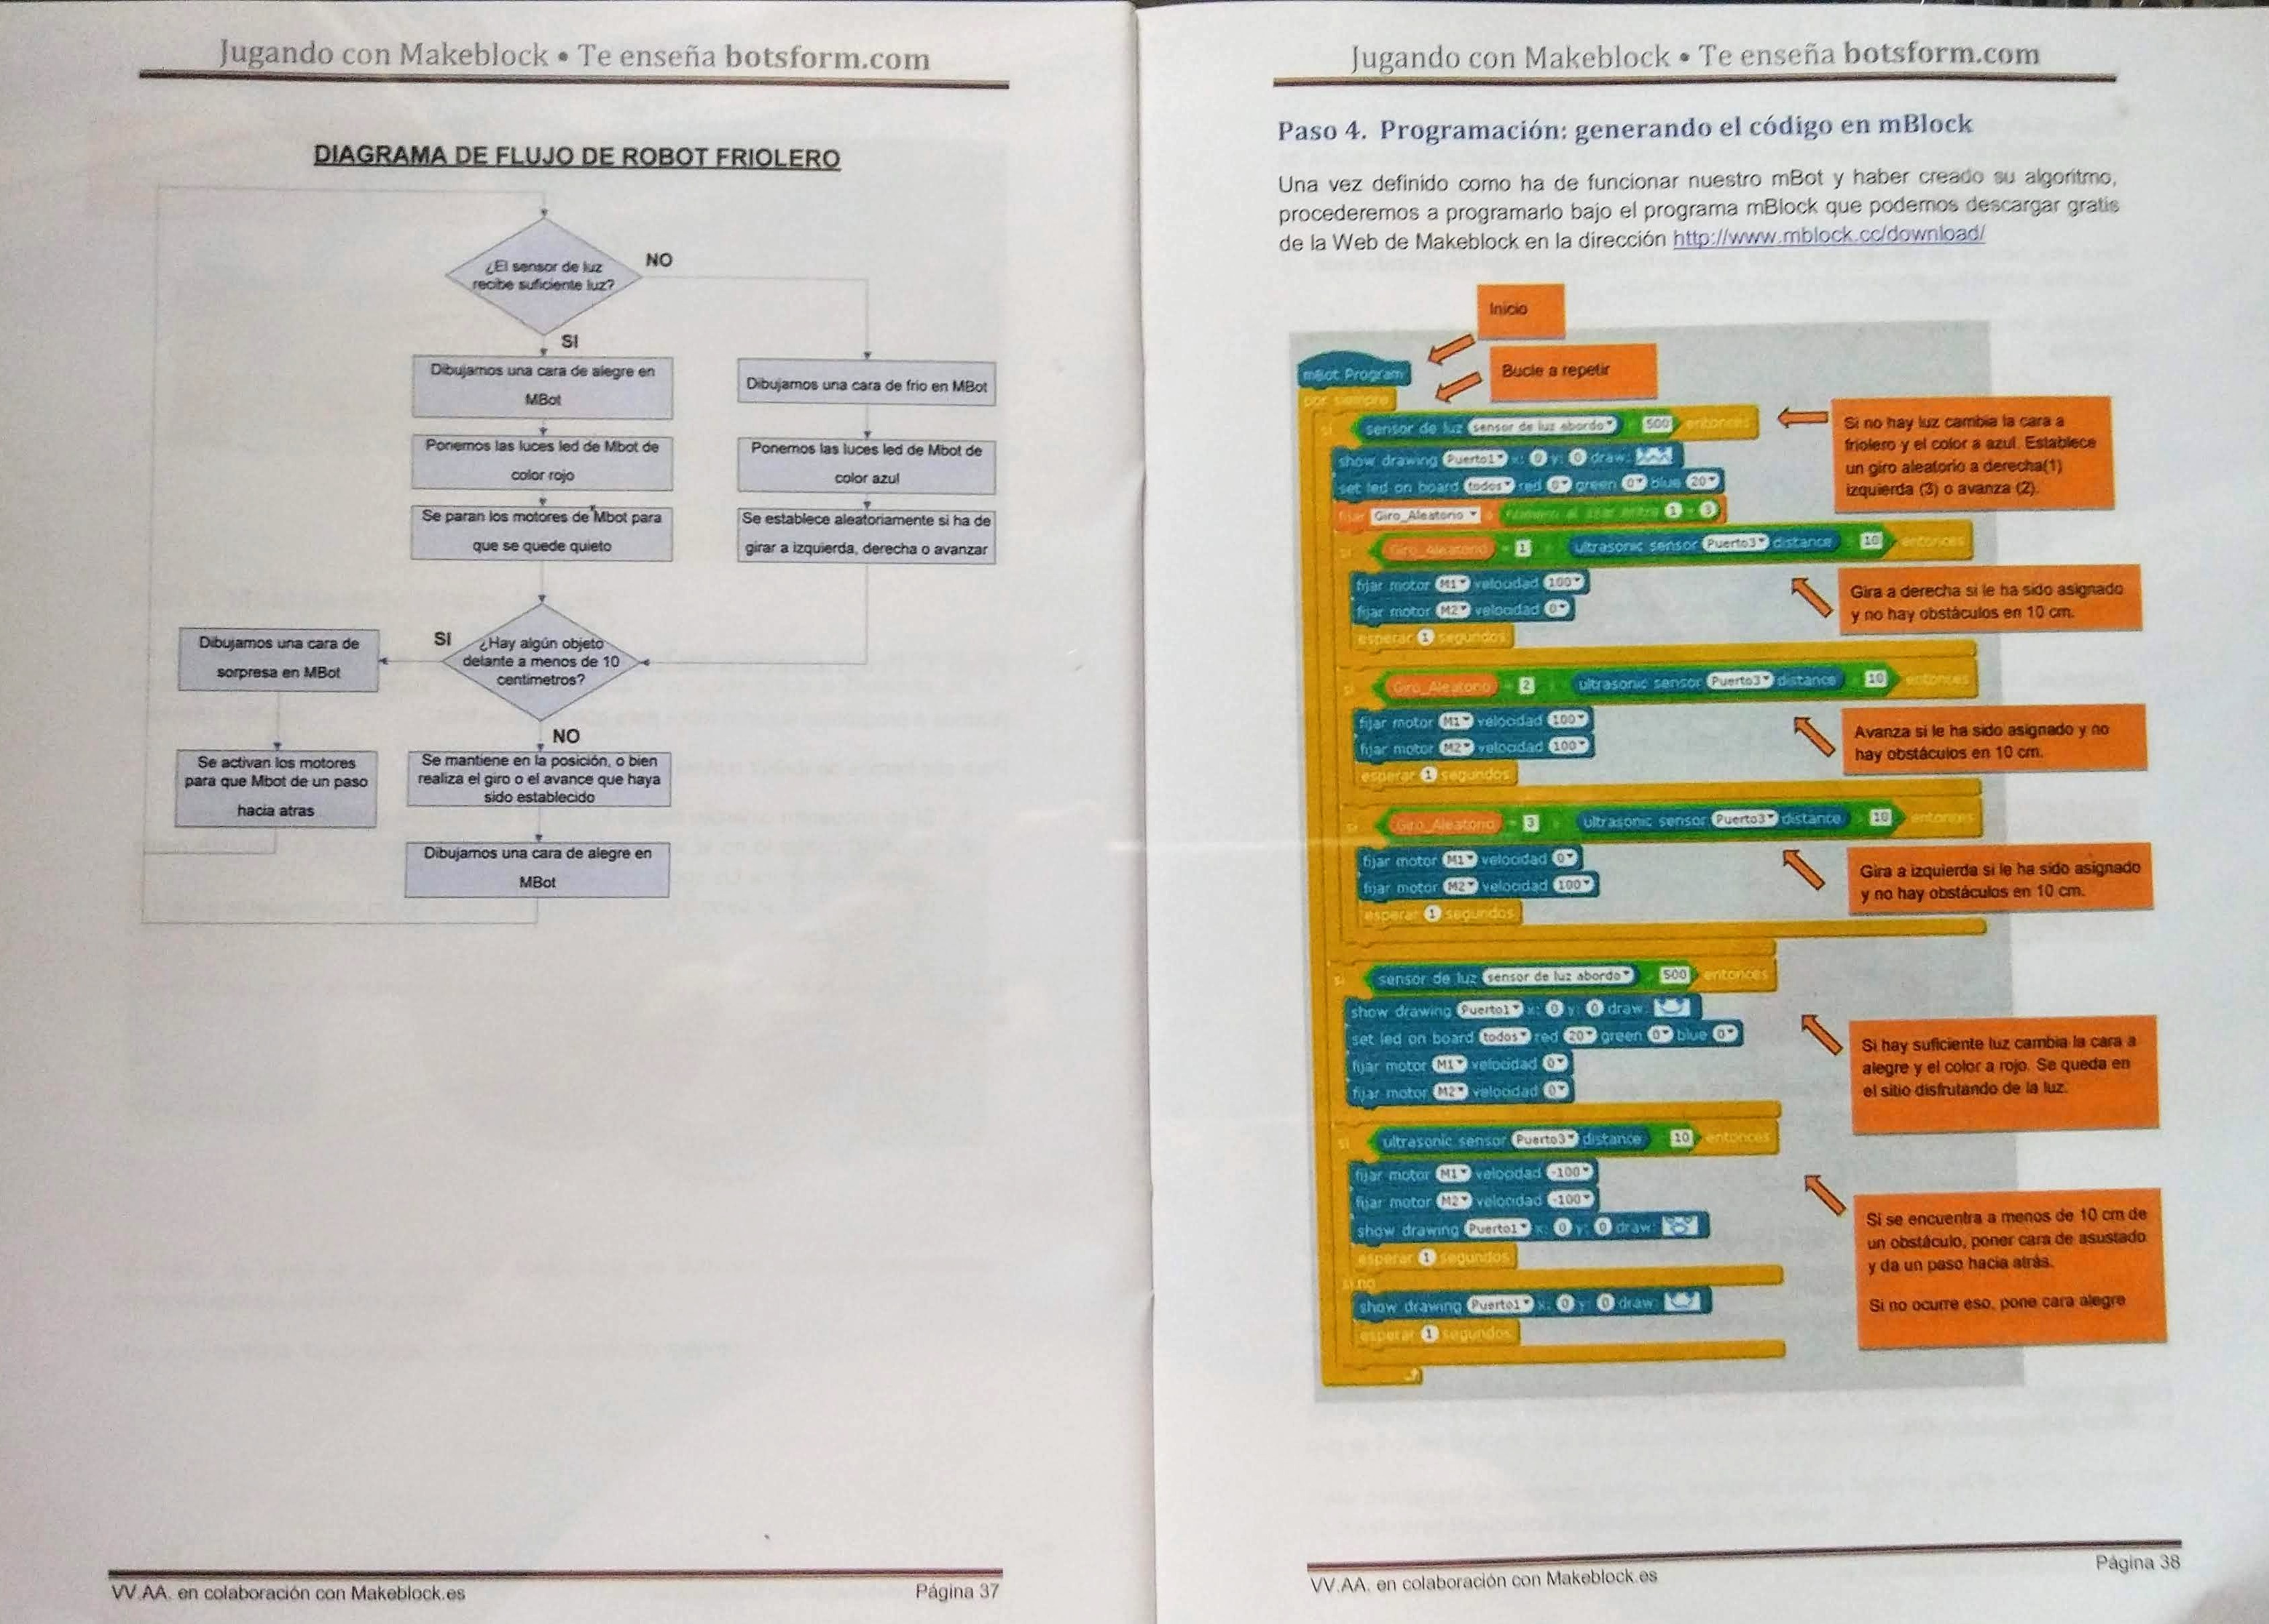 Jugando con Makeblock • Te enseña botsform.com
DIAGRAMA DE FLUJO DE ROBOT FRIOLERO
¿El sensor de luz
recibe suficiente luz?
NO
SI
Dibujamos una cara de alegre en
MBot
Dibujamos una cara de frio en MBot
Ponemos las luces led de Mbot de
color rojo
Ponemos las luces led de Mbot de
color azul
Se paran los motores de Mbot para
que se quede quieto
Se establece aleatoriamente si ha de
girar a izquierda, derecha o avanzar
¿Hay algún objeto
delante a menos de 10
centimetros?
SI
Dibujamos una cara de
sorpresa en MBot
NO
Se activan los motores
para que Mbot de un paso
hacia atras
Se mantiene en la posición, o bien
realiza el giro o el avance que haya
sido establecido
Dibujamos una cara de alegre en
MBot
VV.AA. en colaboración con Makeblock.es
Página 37
Jugando con Makeblock • Te enseña botsform.com
Paso 4. Programación: generando el código en mBlock
Una vez definido como ha de funcionar nuestro mBot y haber creado su algoritmo,
procederemos a programarlo bajo el programa mBlock que podemos descargar gratis
de la Web de Makeblock en la dirección http://www.mblock.cc/download/
Inicio
Bucle a repetir
mBot Program
por siempre
si sensor de luz sensor de luz abordo 500 entonces
show drawing Puerto1 x: 0 y: 0 draw:
set led on board todos red 0 green 0 blue 20
fijar Giro_Aleatorio a número al azar entre 1 y 3
Si no hay luz cambia la cara a
friolero y el color a azul. Establece
un giro aleatorio a derecha(1)
izquierda (3) o avanza (2).
si Giro_Aleatorio = 1 ultrasonic sensor Puerto3 distance 10 entonces
fijar motor M1 velocidad 100
fijar motor M2 velocidad 0
esperar 1 segundos
Gira a derecha si le ha sido asignado
y no hay obstáculos en 10 cm.
si Giro_Aleatorio = 2 ultrasonic sensor Puerto3 distance 10 entonces
fijar motor M1 velocidad 100
fijar motor M2 velocidad 100
esperar 1 segundos
Avanza si le ha sido asignado y no
hay obstáculos en 10 cm.
si Giro_Aleatorio = 3 ultrasonic sensor Puerto3 distance 10 entonces
fijar motor M1 velocidad 0
fijar motor M2 velocidad 100
esperar 1 segundos
Gira a izquierda si le ha sido asignado
y no hay obstáculos en 10 cm.
si sensor de luz sensor de luz abordo 500 entonces
show drawing Puerto1 x: 0 y: 0 draw:
set led on board todos red 20 green 0 blue 0
fijar motor M1 velocidad 0
fijar motor M2 velocidad 0
Si hay suficiente luz cambia la cara a
alegre y el color a rojo. Se queda en
el sitio disfrutando de la luz.
si ultrasonic sensor Puerto3 distance 10 entonces
fijar motor M1 velocidad -100
fijar motor M2 velocidad -100
show drawing Puerto1 x: 0 y: 0 draw:
esperar 1 segundos
si no
show drawing Puerto1 x: 0 y: 0 draw:
esperar 1 segundos
Si se encuentra a menos de 10 cm de
un obstáculo, poner cara de asustado
y da un paso hacia atrás.
Si no ocurre eso, pone cara alegre
VV.AA. en colaboración con Makeblock.es
Página 38